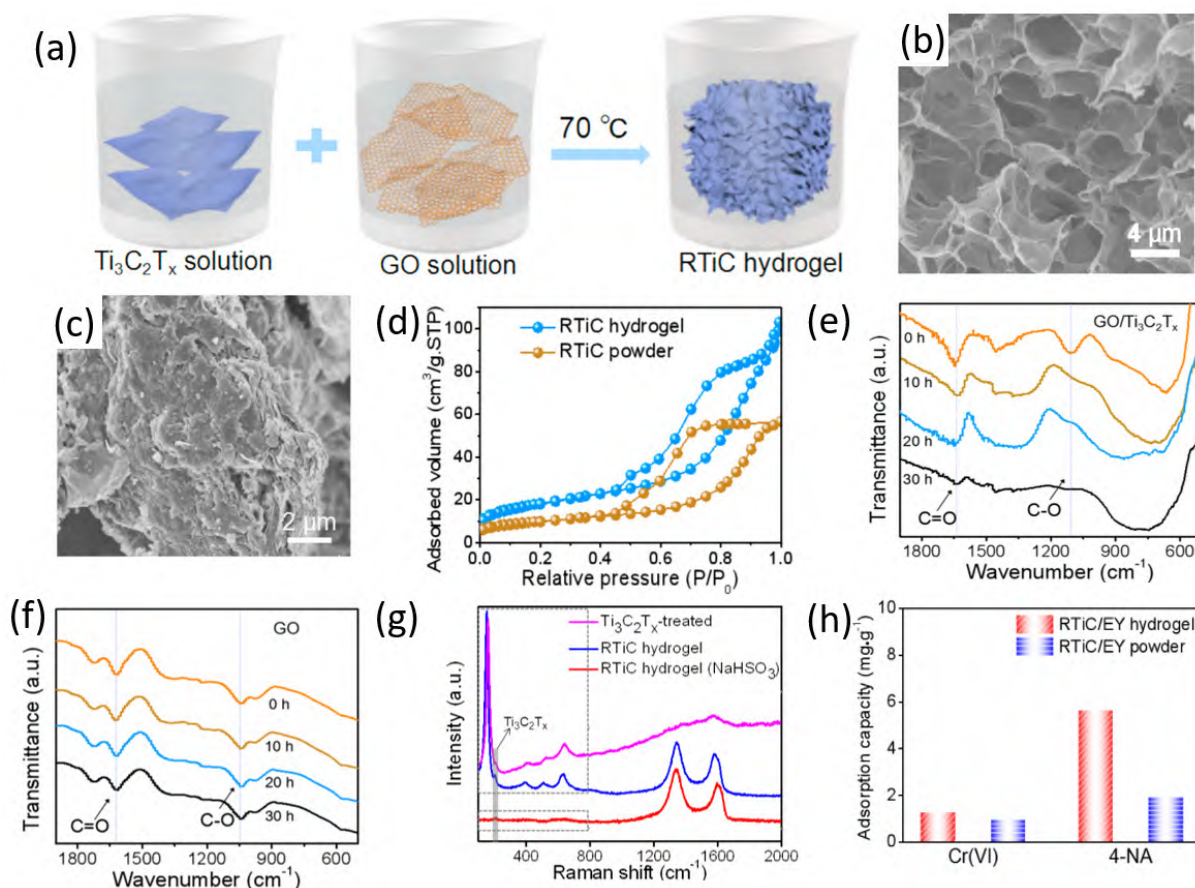 (a)
70 °C
Ti₃C₂Tₓ solution
GO solution
RTiC hydrogel
(b)
4 μm
(c)
2 μm
(d)
RTiC hydrogel
RTiC powder
Adsorbed volume (cm³/g.STP)
100
80
60
40
20
0
0.0 0.2 0.4 0.6 0.8 1.0
Relative pressure (P/P₀)
(e)
GO/Ti₃C₂Tₓ
0 h
10 h
20 h
30 h
C=O
C-O
Transmittance (a.u.)
1800 1500 1200 900 600
Wavenumber (cm⁻¹)
(f)
GO
0 h
10 h
20 h
30 h
C=O
C-O
Transmittance (a.u.)
1800 1500 1200 900 600
Wavenumber (cm⁻¹)
(g)
Ti₃C₂Tₓ-treated
RTiC hydrogel
RTiC hydrogel (NaHSO₃)
Ti₃C₂Tₓ
Intensity (a.u.)
400 800 1200 1600 2000
Raman shift (cm⁻¹)
(h)
RTiC/EY hydrogel
RTiC/EY powder
Adsorption capacity (mg.g⁻¹)
10
8
6
4
2
0
Cr(VI)
4-NA